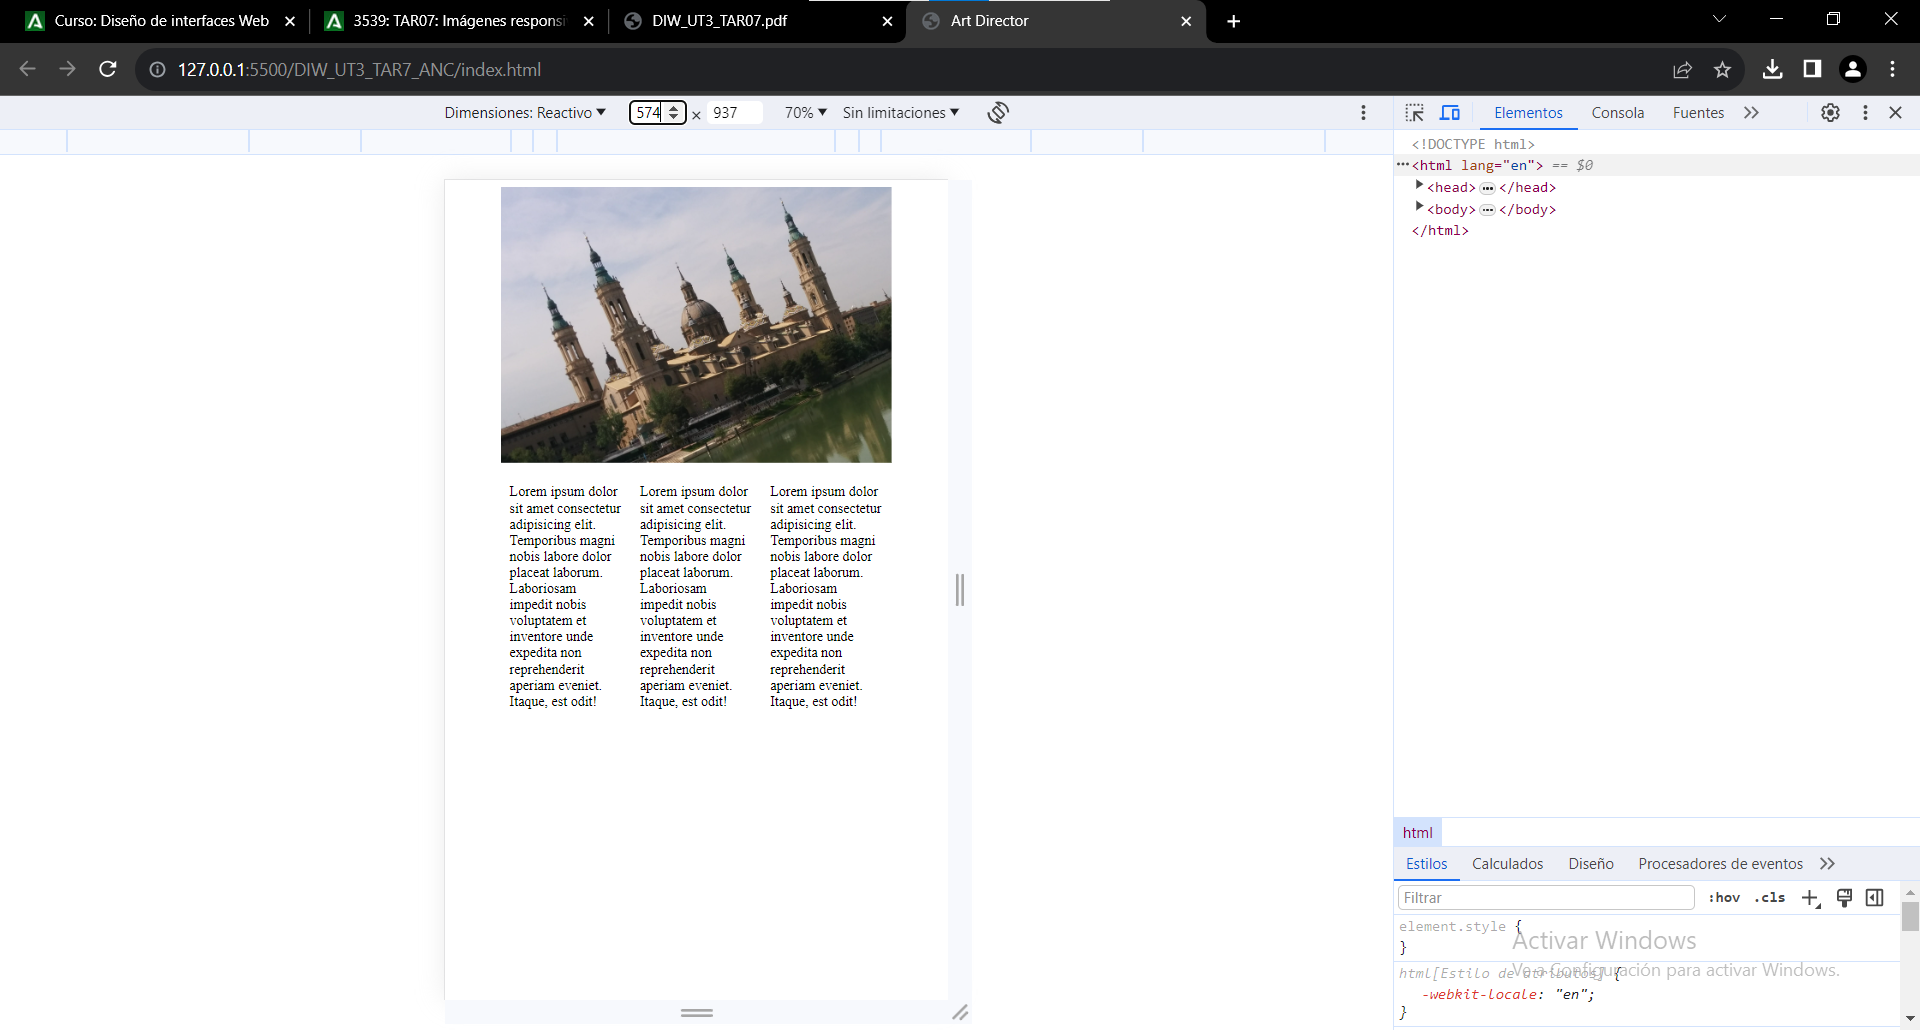 Curso: Diseño de interfaces Web
3539: TAR07: Imágenes responsi
DIW_UT3_TAR07.pdf
Art Director
127.0.0.1:5500/DIW_UT3_TAR7_ANC/index.html
Dimensiones: Reactivo 574 × 937 70% Sin limitaciones
Elementos Consola Fuentes
<!DOCTYPE html>
<html lang="en"> == $0
<head> </head>
<body> </body>
</html>
Lorem ipsum dolor
sit amet consectetur
adipisicing elit.
Temporibus magni
nobis labore dolor
placeat laborum.
Laboriosam
impedit nobis
voluptatem et
inventore unde
expedita non
reprehenderit
aperiam eveniet.
Itaque, est odit!
Lorem ipsum dolor
sit amet consectetur
adipisicing elit.
Temporibus magni
nobis labore dolor
placeat laborum.
Laboriosam
impedit nobis
voluptatem et
inventore unde
expedita non
reprehenderit
aperiam eveniet.
Itaque, est odit!
Lorem ipsum dolor
sit amet consectetur
adipisicing elit.
Temporibus magni
nobis labore dolor
placeat laborum.
Laboriosam
impedit nobis
voluptatem et
inventore unde
expedita non
reprehenderit
aperiam eveniet.
Itaque, est odit!
html
Estilos Calculados Diseño Procesadores de eventos
Filtrar :hov .cls
element.style {
}
html[Estilo de atributos] {
-webkit-locale: "en";
}
Activar Windows
Ve a Configuración para activar Windows.